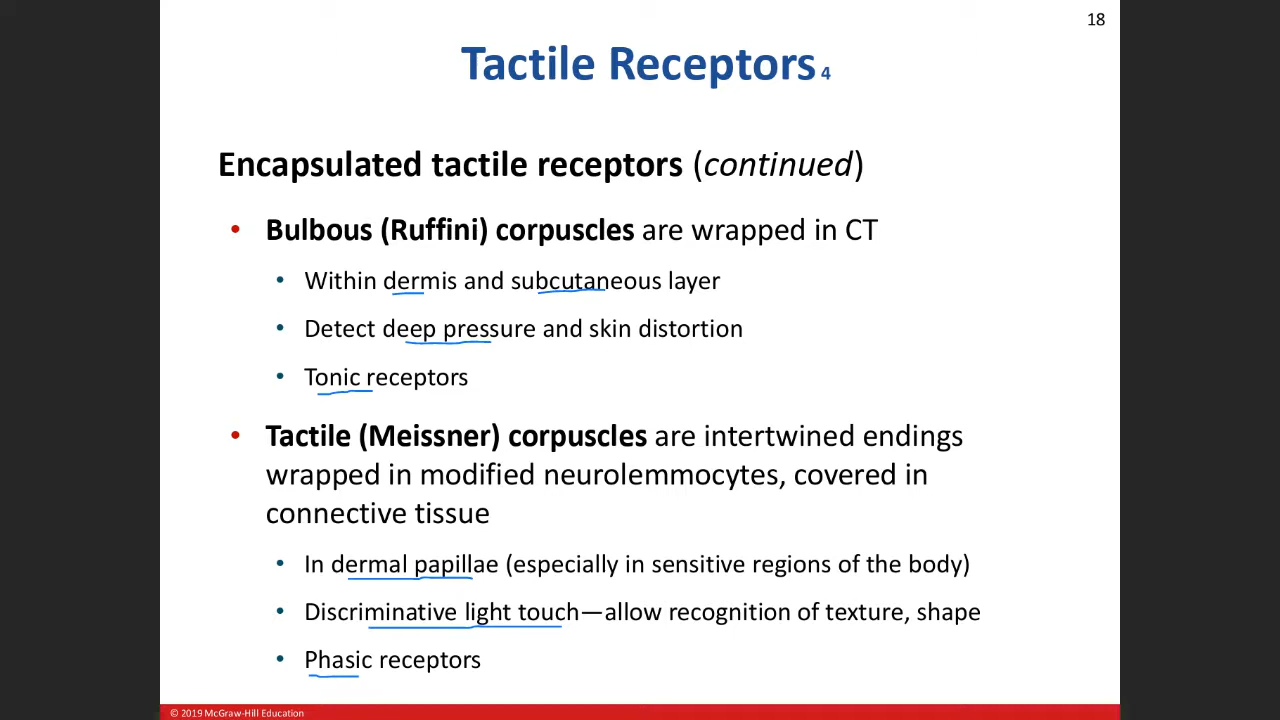 18
Tactile Receptors 4
Encapsulated tactile receptors (continued)
• Bulbous (Ruffini) corpuscles are wrapped in CT
• Within dermis and subcutaneous layer
• Detect deep pressure and skin distortion
• Tonic receptors
• Tactile (Meissner) corpuscles are intertwined endings
wrapped in modified neurolemmocytes, covered in
connective tissue
• In dermal papillae (especially in sensitive regions of the body)
• Discriminative light touch—allow recognition of texture, shape
• Phasic receptors
© 2019 McGraw-Hill Education